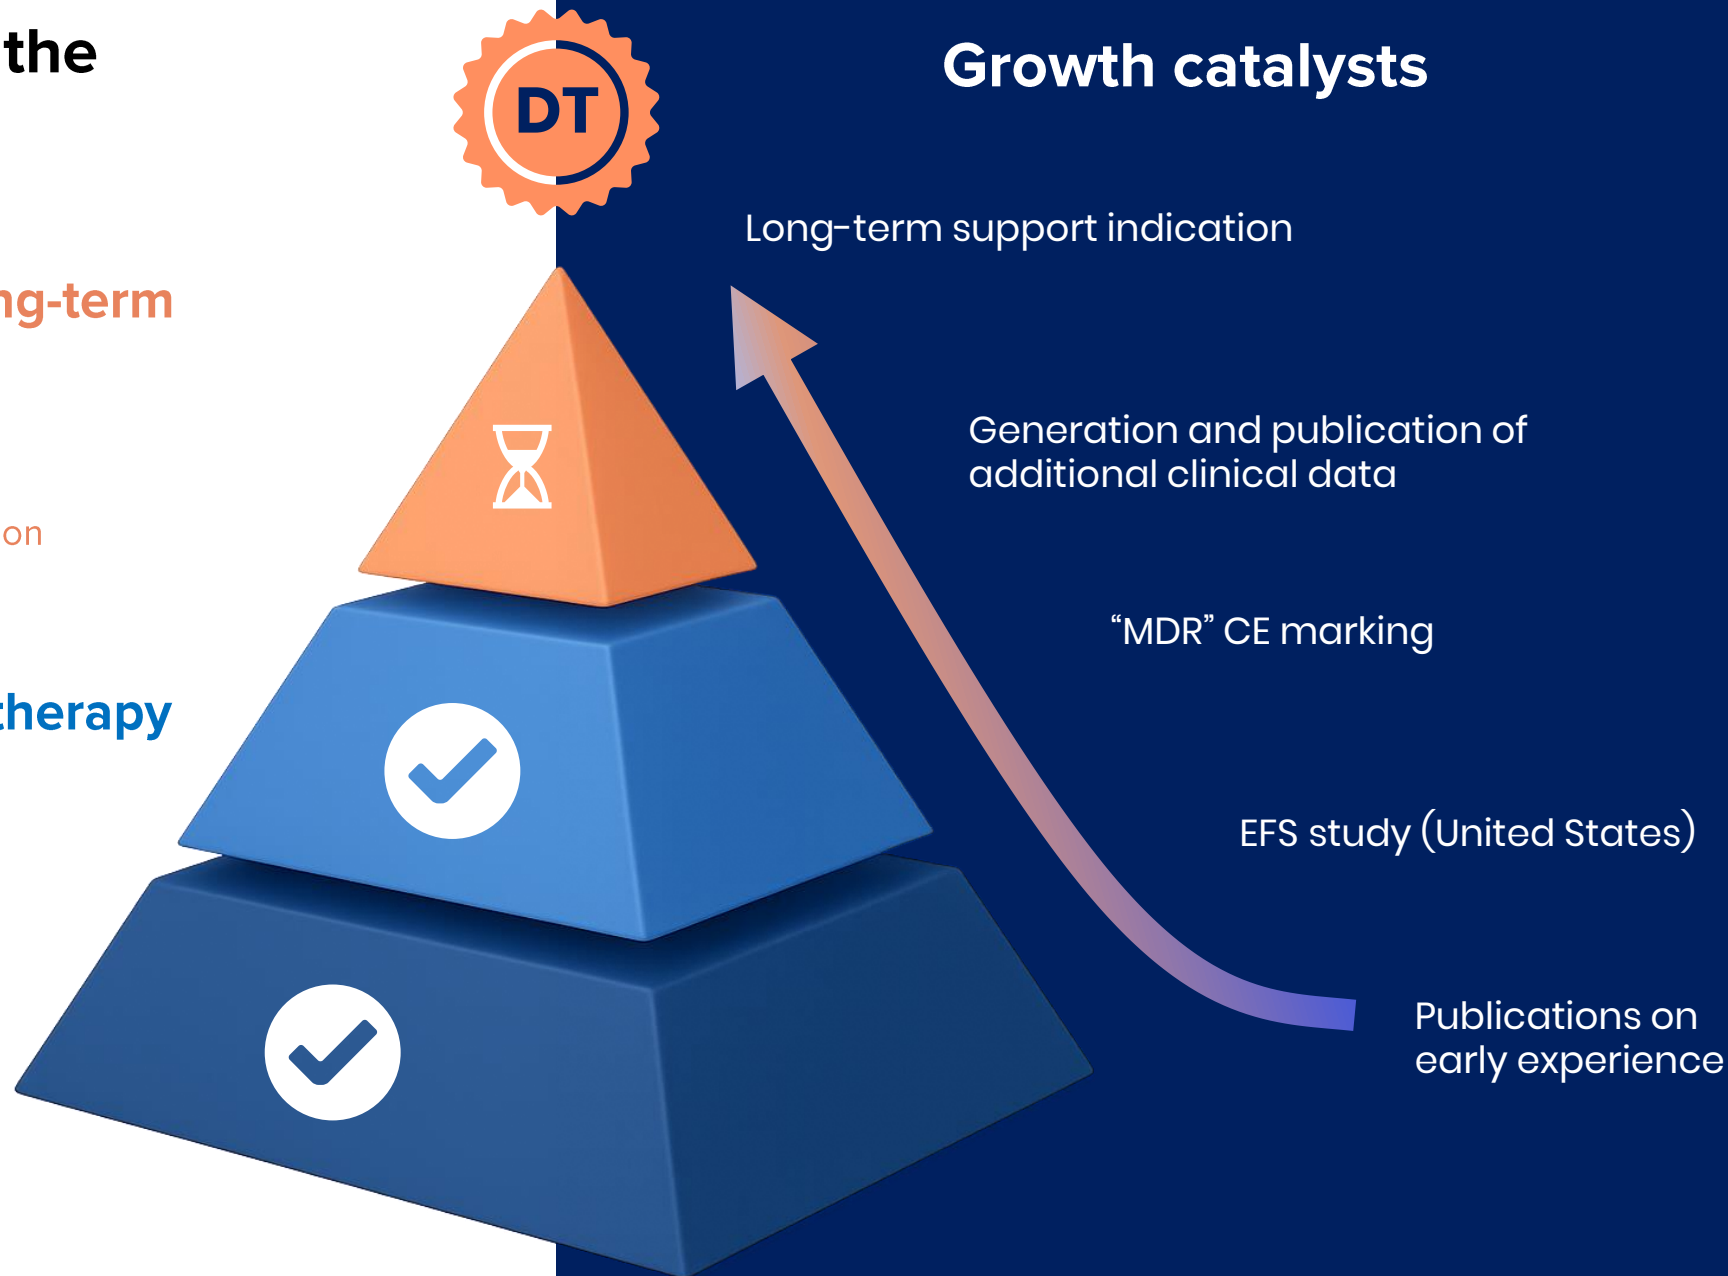 the
ng-term
on
therapy
DT
Growth catalysts
Long-term support indication
Generation and publication of
additional clinical data
“MDR” CE marking
EFS study (United States)
Publications on
early experience